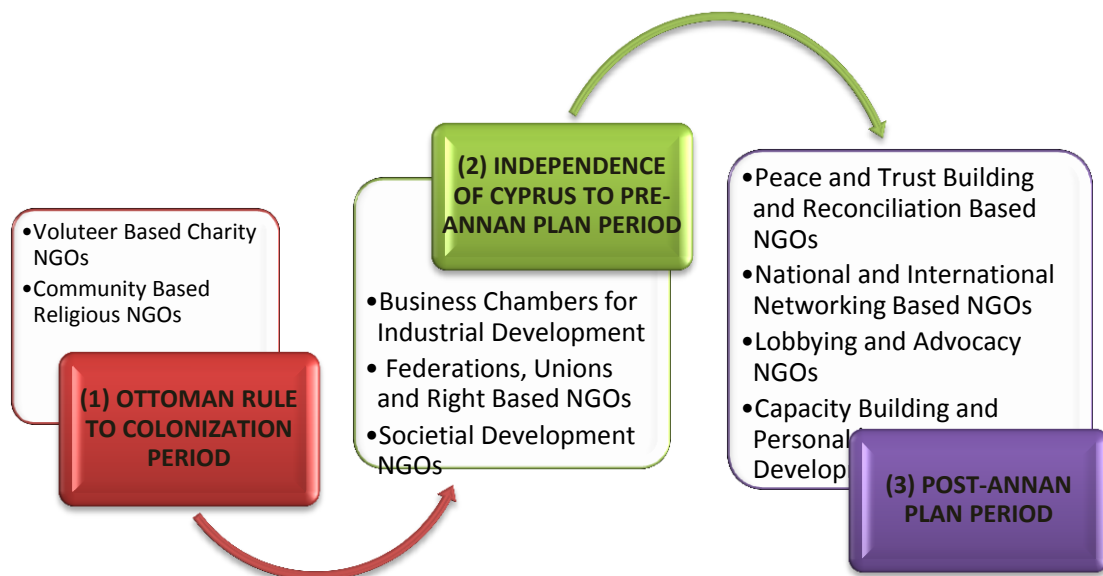 •Voluteer Based Charity
NGOs
•Community Based
Religious NGOs
(1) OTTOMAN RULE
TO COLONIZATION
PERIOD
(2) INDEPENDENCE
OF CYPRUS TO PRE-
ANNAN PLAN PERIOD
•Business Chambers for
Industrial Development
• Federations, Unions
and Right Based NGOs
•Societial Development
NGOs
•Peace and Trust Building
and Reconciliation Based
NGOs
•National and International
Networking Based NGOs
•Lobbying and Advocacy
NGOs
•Capacity Building and
Personal
(3) POST-ANNAN
PLAN PERIOD